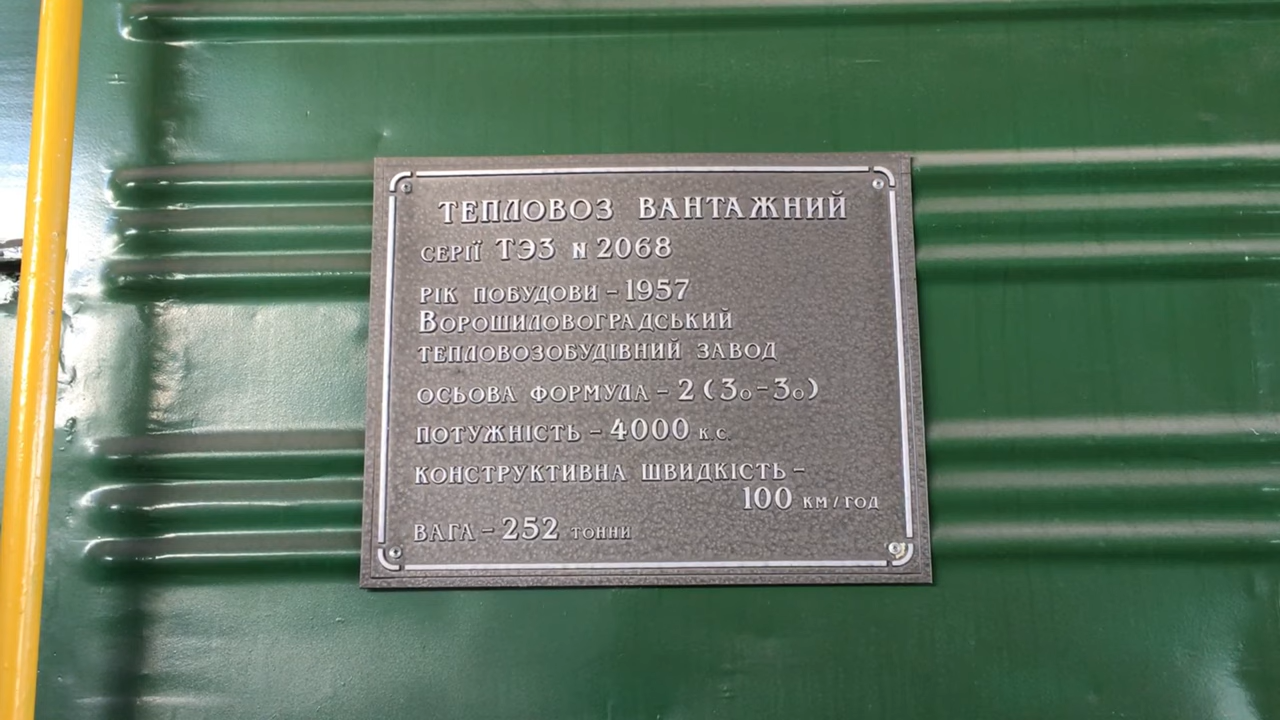 ТЕПЛОВОЗ ВАНТАЖНИЙ
СЕРІЇ ТЭ3 N 2068
РІК ПОБУДОВИ – 1957
ВОРОШИЛОВОГРАДСЬКИЙ
ТЕПЛОВОЗОБУДІВНИЙ ЗАВОД
ОСЬОВА ФОРМУЛА – 2 (3о–3о)
ПОТУЖНІСТЬ – 4000 К.С.
КОНСТРУКТИВНА ШВИДКІСТЬ –
100 КМ/ГОД
ВАГА – 252 ТОННИ